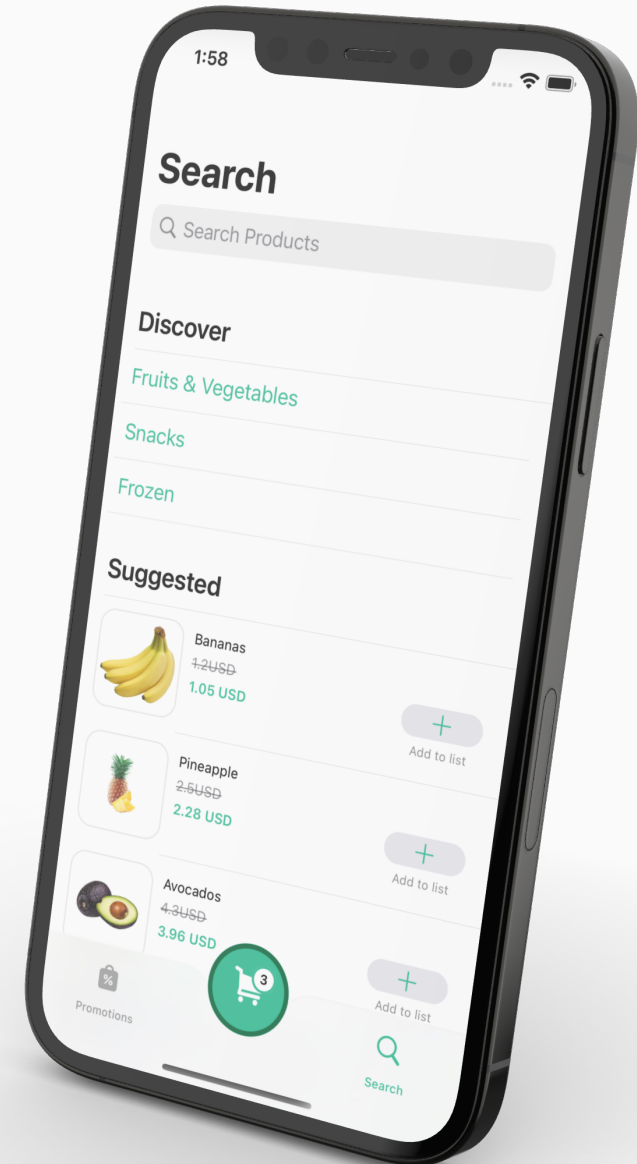 1:58
Search
Search Products
Discover
Fruits & Vegetables
Snacks
Frozen
Suggested
Bananas
1.2USD
1.05 USD
Add to list
Pineapple
2.5USD
2.28 USD
Add to list
Avocados
4.3USD
3.96 USD
Add to list
%
Promotions
3
Search